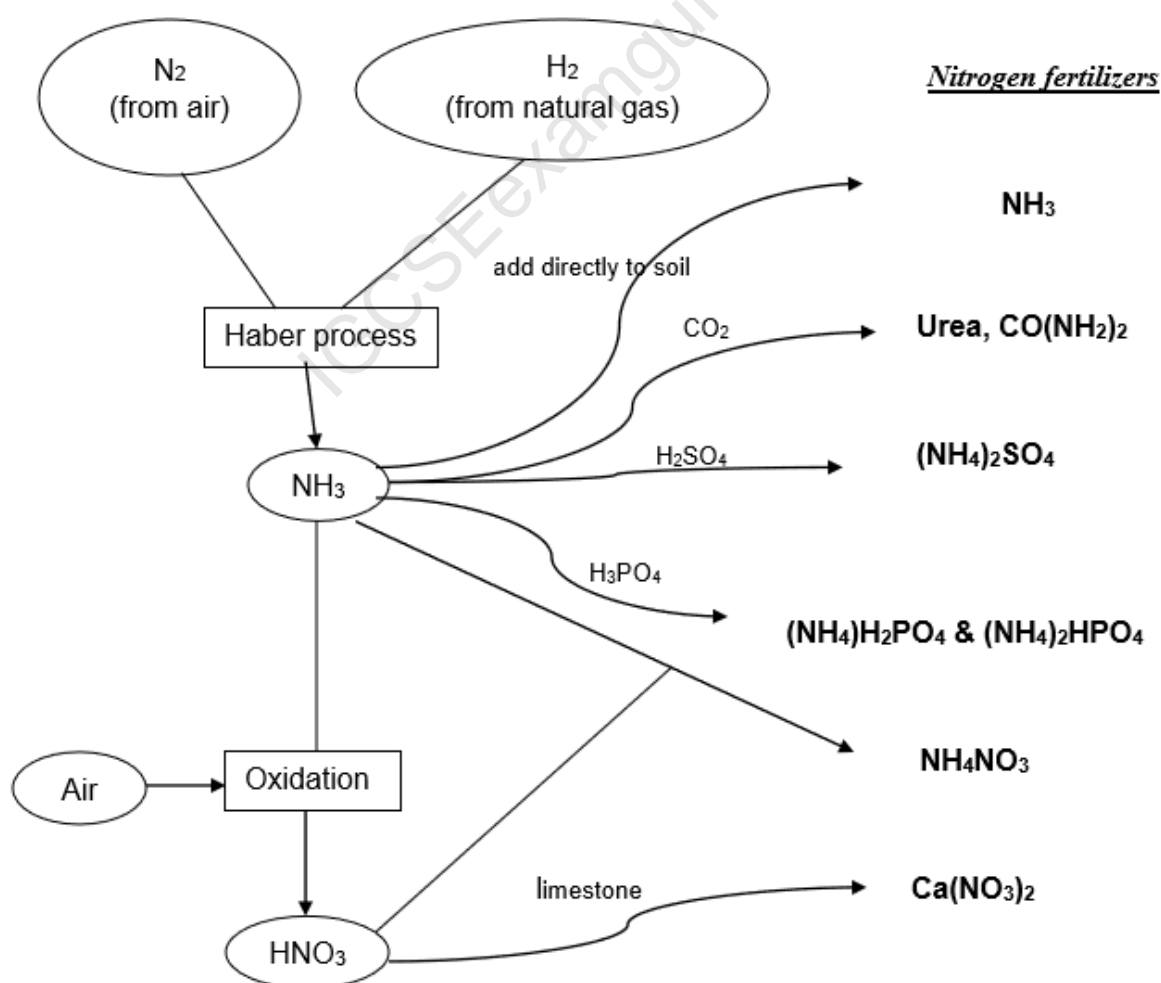 N₂
(from air)
H₂
(from natural gas)
Nitrogen fertilizers
NH₃
add directly to soil
Haber process
CO₂
Urea, CO(NH₂)₂
H₂SO₄
(NH₄)₂SO₄
NH₃
H₃PO₄
(NH₄)H₂PO₄ & (NH₄)₂HPO₄
Air
Oxidation
NH₄NO₃
limestone
Ca(NO₃)₂
HNO₃